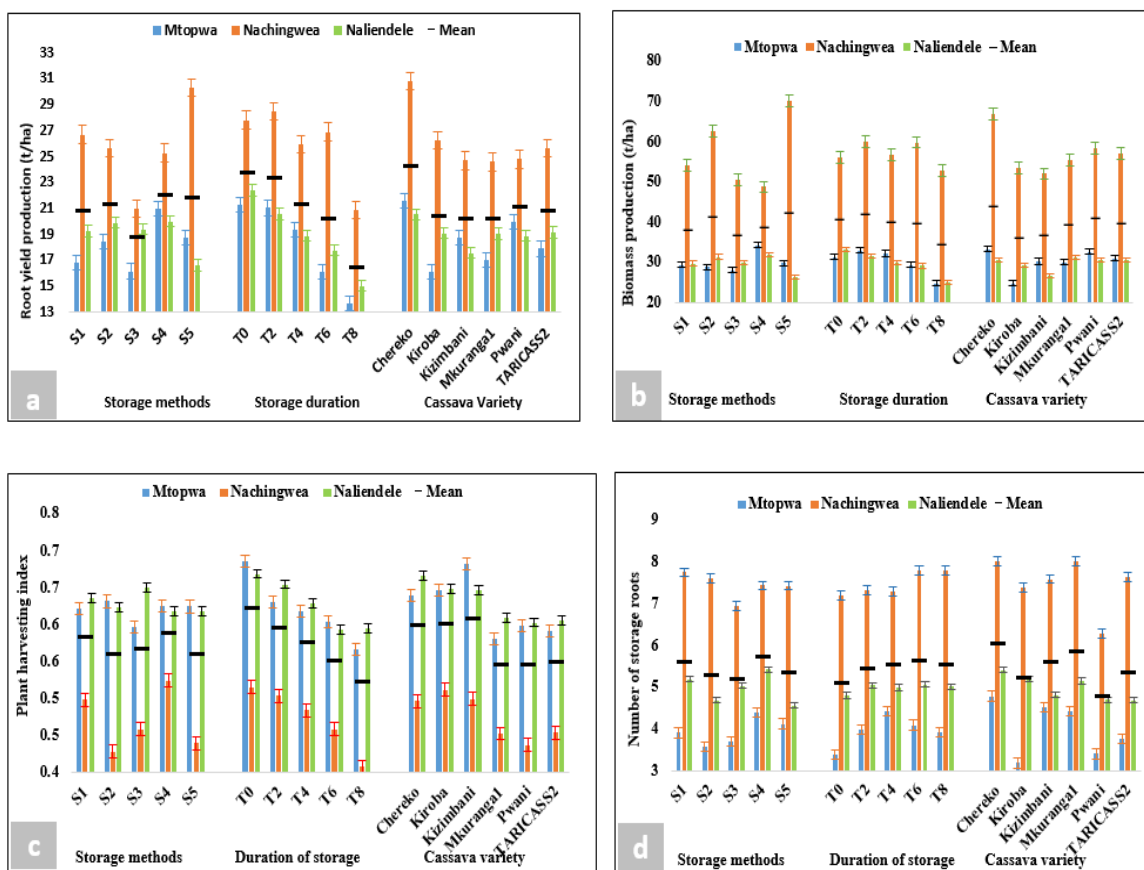 Mtopwa Nachingwea Naliendele Mean
Root yield production (t/ha)
33
31
29
27
25
23
21
19
17
15
13
S1 S2 S3 S4 S5 T0 T2 T4 T6 T8 Chereko Kiroba Kizimbani Mkuranga1 Pwani TARICASS2
Storage methods Storage duration Cassava Variety
a
Mtopwa Nachingwea Naliendele Mean
Biomass production (t/ha)
80
70
60
50
40
30
20
S1 S2 S3 S4 S5 T0 T2 T4 T6 T8 Chereko Kiroba Kizimbani Mkuranga1 Pwani TARICASS2
Storage methods Storage duration Cassava variety
b
Mtopwa Nachingwea Naliendele Mean
Plant harvesting index
0.8
0.7
0.7
0.6
0.6
0.5
0.5
0.4
S1 S2 S3 S4 S5 T0 T2 T4 T6 T8 Chereko Kiroba Kizimbani Mkuranga1 Pwani TARICASS2
Storage methods Duration of storage Cassava variety
c
Mtopwa Nachingwea Naliendele Mean
Number of storage roots
9
8
7
6
5
4
3
S1 S2 S3 S4 S5 T0 T2 T4 T6 T8 Chereko Kiroba Kizimbani Mkuranga1 Pwani TARICASS2
Storage methods Duration of storage Cassava variety
d